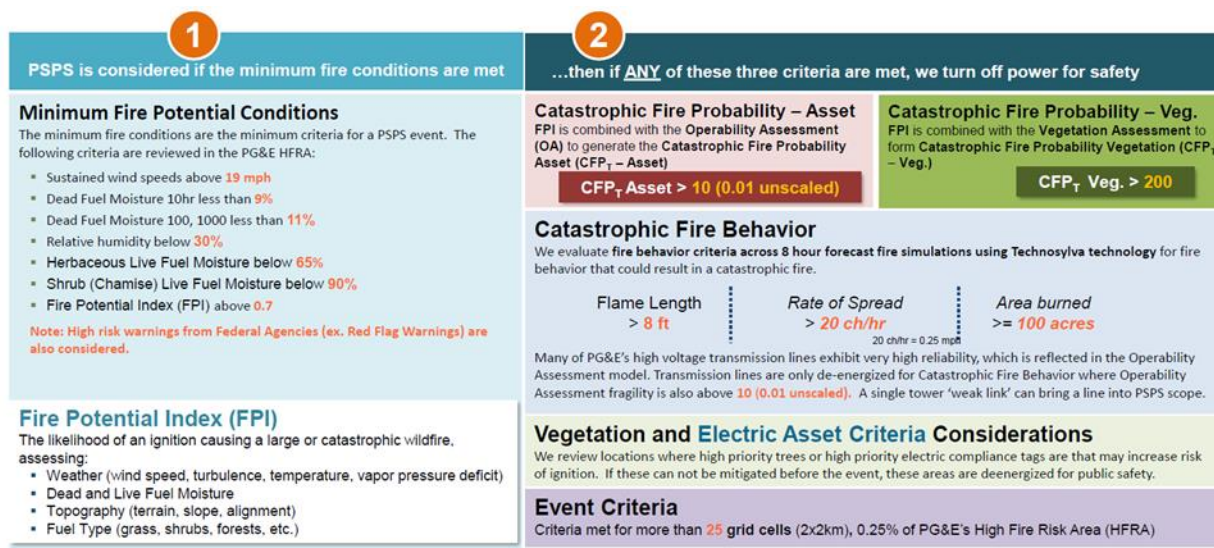 1
PSPS is considered if the minimum fire conditions are met
Minimum Fire Potential Conditions
The minimum fire conditions are the minimum criteria for a PSPS event. The
following criteria are reviewed in the PG&E HFRA:
▪ Sustained wind speeds above 19 mph
▪ Dead Fuel Moisture 10hr less than 9%
▪ Dead Fuel Moisture 100, 1000 less than 11%
▪ Relative humidity below 30%
▪ Herbaceous Live Fuel Moisture below 65%
▪ Shrub (Chamise) Live Fuel Moisture below 90%
▪ Fire Potential Index (FPI) above 0.7
Note: High risk warnings from Federal Agencies (ex. Red Flag Warnings) are
also considered.
Fire Potential Index (FPI)
The likelihood of an ignition causing a large or catastrophic wildfire,
assessing:
▪ Weather (wind speed, turbulence, temperature, vapor pressure deficit)
▪ Dead and Live Fuel Moisture
▪ Topography (terrain, slope, alignment)
▪ Fuel Type (grass, shrubs, forests, etc.)
2
...then if ANY of these three criteria are met, we turn off power for safety
Catastrophic Fire Probability – Asset
FPI is combined with the Operability Assessment
(OA) to generate the Catastrophic Fire Probability
Asset (CFPT – Asset)
CFPT Asset > 10 (0.01 unscaled)
Catastrophic Fire Probability – Veg.
FPI is combined with the Vegetation Assessment to
form Catastrophic Fire Probability Vegetation (CFPT
– Veg.)
CFPT Veg. > 200
Catastrophic Fire Behavior
We evaluate fire behavior criteria across 8 hour forecast fire simulations using Technosylva technology for fire
behavior that could result in a catastrophic fire.
Flame Length
> 8 ft
Rate of Spread
> 20 ch/hr
20 ch/hr = 0.25 mph
Area burned
>= 100 acres
Many of PG&E's high voltage transmission lines exhibit very high reliability, which is reflected in the Operability
Assessment model. Transmission lines are only de-energized for Catastrophic Fire Behavior where Operability
Assessment fragility is also above 10 (0.01 unscaled). A single tower 'weak link' can bring a line into PSPS scope.
Vegetation and Electric Asset Criteria Considerations
We review locations where high priority trees or high priority electric compliance tags are that may increase risk
of ignition. If these can not be mitigated before the event, these areas are deenergized for public safety.
Event Criteria
Criteria met for more than 25 grid cells (2x2km), 0.25% of PG&E's High Fire Risk Area (HFRA)